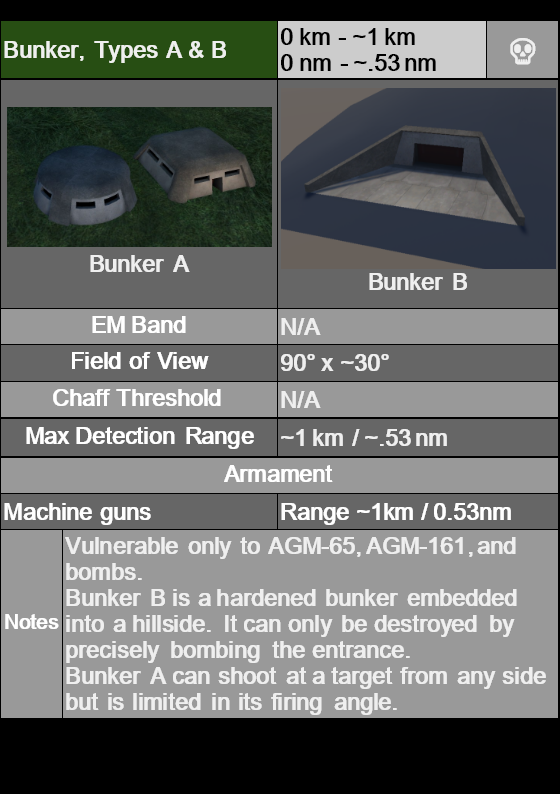 Bunker, Types A & B
0 km - ~1 km
0 nm - ~.53 nm
Bunker A
Bunker B
EM Band
N/A
Field of View
90° x ~30°
Chaff Threshold
N/A
Max Detection Range
~1 km / ~.53 nm
Armament
Machine guns
Range ~1km / 0.53nm
Notes
Vulnerable only to AGM-65, AGM-161, and
bombs.
Bunker B is a hardened bunker embedded
into a hillside. It can only be destroyed by
precisely bombing the entrance.
Bunker A can shoot at a target from any side
but is limited in its firing angle.